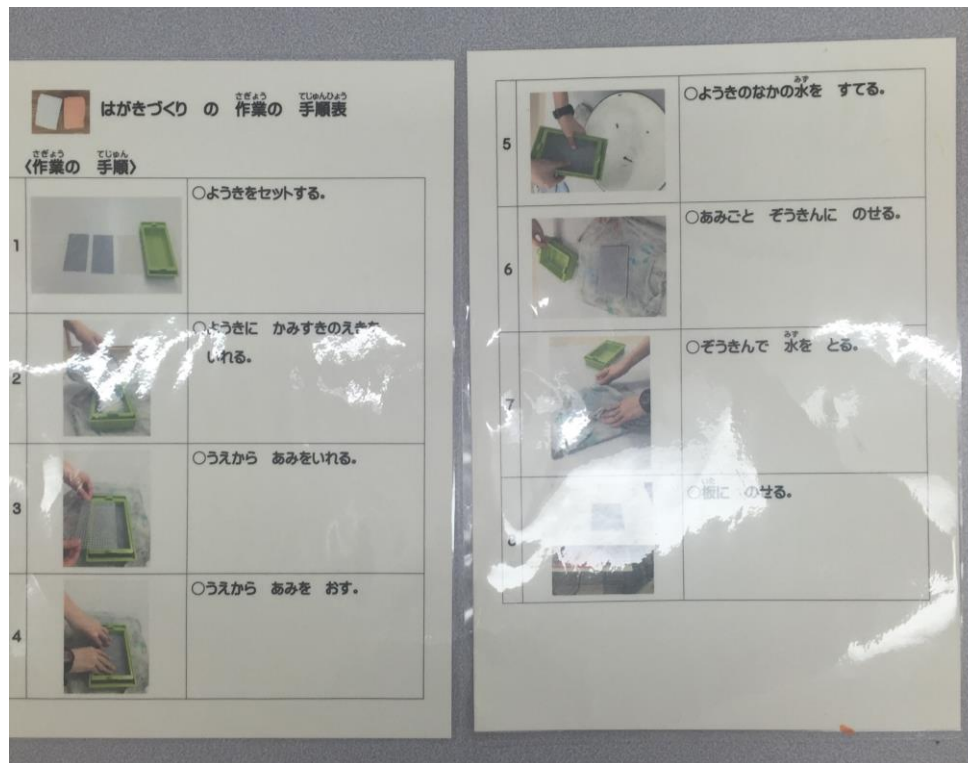 はがきづくり の 作業の 手順表
〈作業の 手順〉
1
○ようきをセットする。
2
○ようきに かみすきのえきを
いれる。
3
○うえから あみをいれる。
4
○うえから あみを おす。
5
○ようきのなかの水を すてる。
6
○あみごと ぞうきんに のせる。
7
○ぞうきんで 水を とる。
8
○板に のせる。